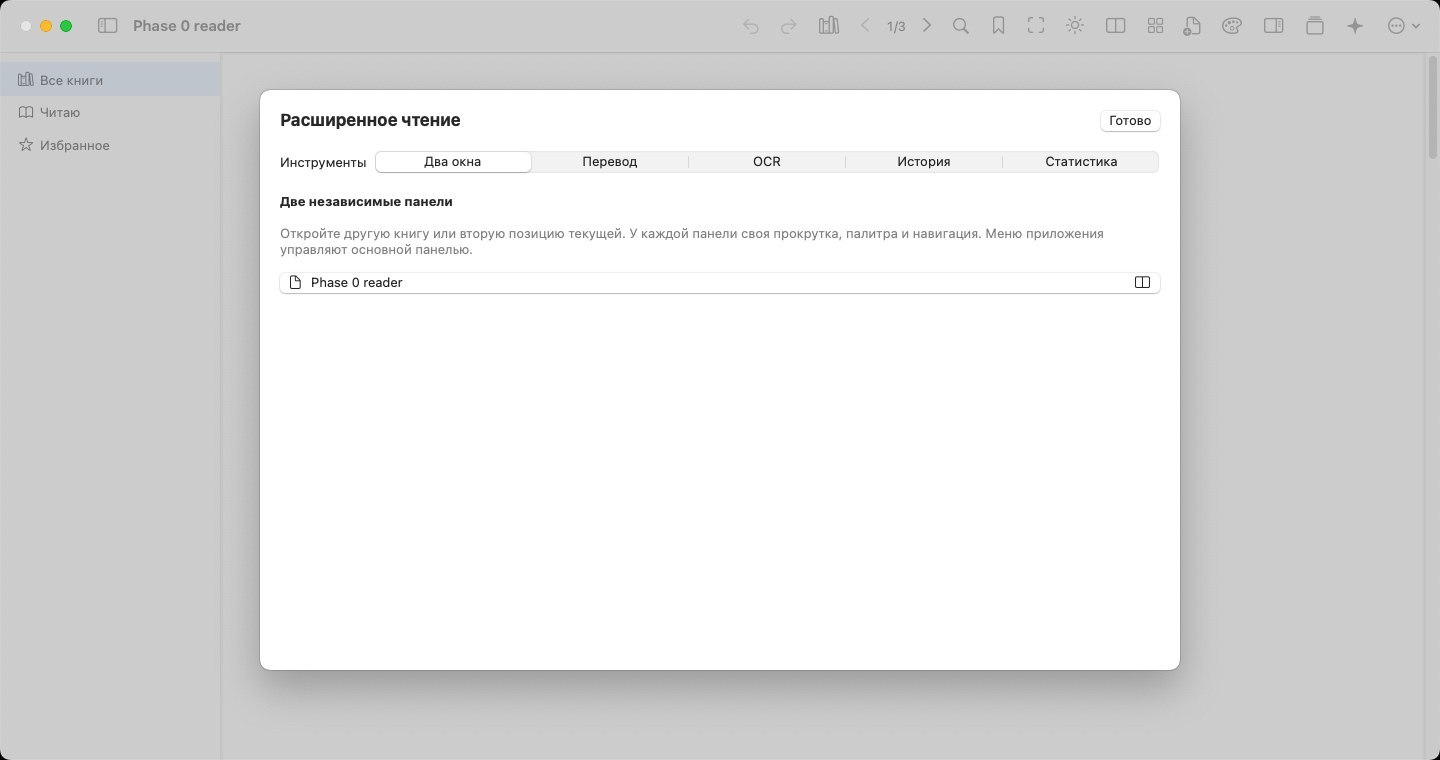 Phase 0 reader
1/3
Все книги
Читаю
Избранное
Расширенное чтение
Готово
Инструменты
Два окна
Перевод
OCR
История
Статистика
Две независимые панели
Откройте другую книгу или вторую позицию текущей. У каждой панели своя прокрутка, палитра и навигация. Меню приложения
управляют основной панелью.
Phase 0 reader